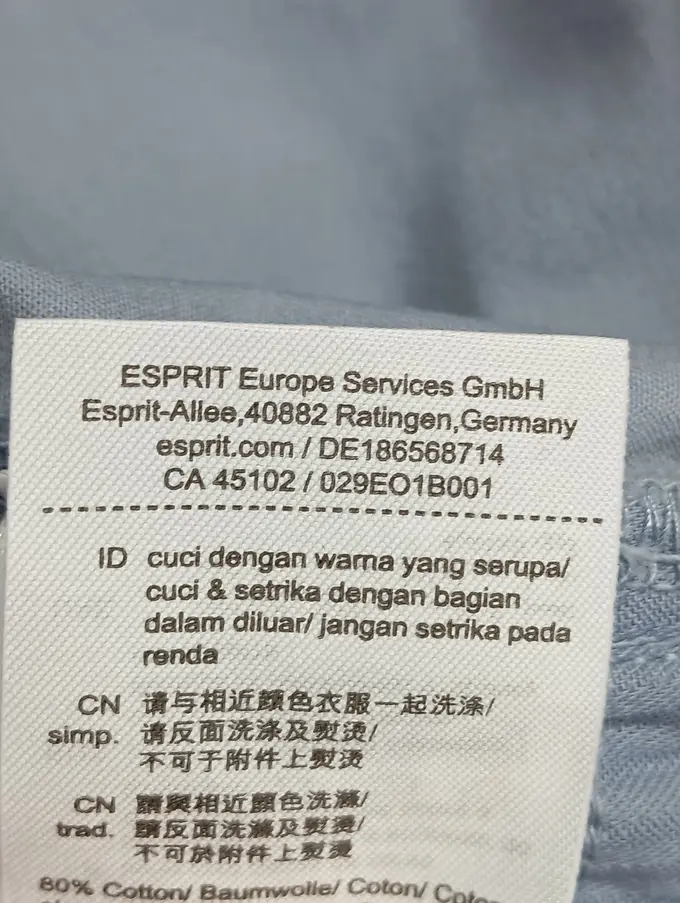 ESPRIT Europe Services GmbH
Esprit-Allee,40882 Ratingen,Germany
esprit.com / DE186568714
CA 45102 / 029EO1B001
ID cuci dengan warna yang serupa/
cuci & setrika dengan bagian
dalam diluar/ jangan setrika pada
renda
CN 请与相近颜色衣服一起洗涤/
simp. 请反面洗涤及熨烫/
不可于附件上熨烫
CN 請與相近顏色洗滌/
trad. 請反面洗滌及熨燙/
不可於附件上熨燙
80% Cotton/ Baumwolle/ Coton/